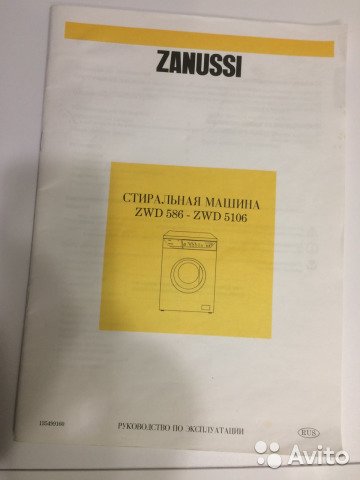 ZANUSSI
СТИРАЛЬНАЯ МАШИНА
ZWD 586 - ZWD 5106
РУКОВОДСТВО ПО ЭКСПЛУАТАЦИИ
RUS
Avito